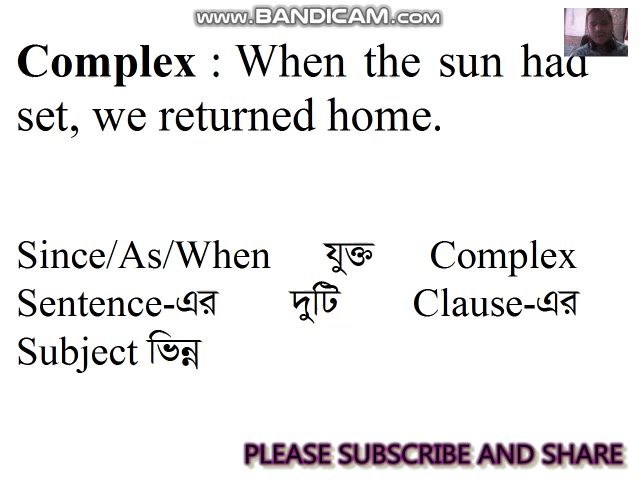 www.BANDICAM.com
Complex : When the sun had
set, we returned home.
Since/As/When যুক্ত Complex
Sentence-এর দুটি Clause-এর
Subject ভিন্ন
PLEASE SUBSCRIBE AND SHARE